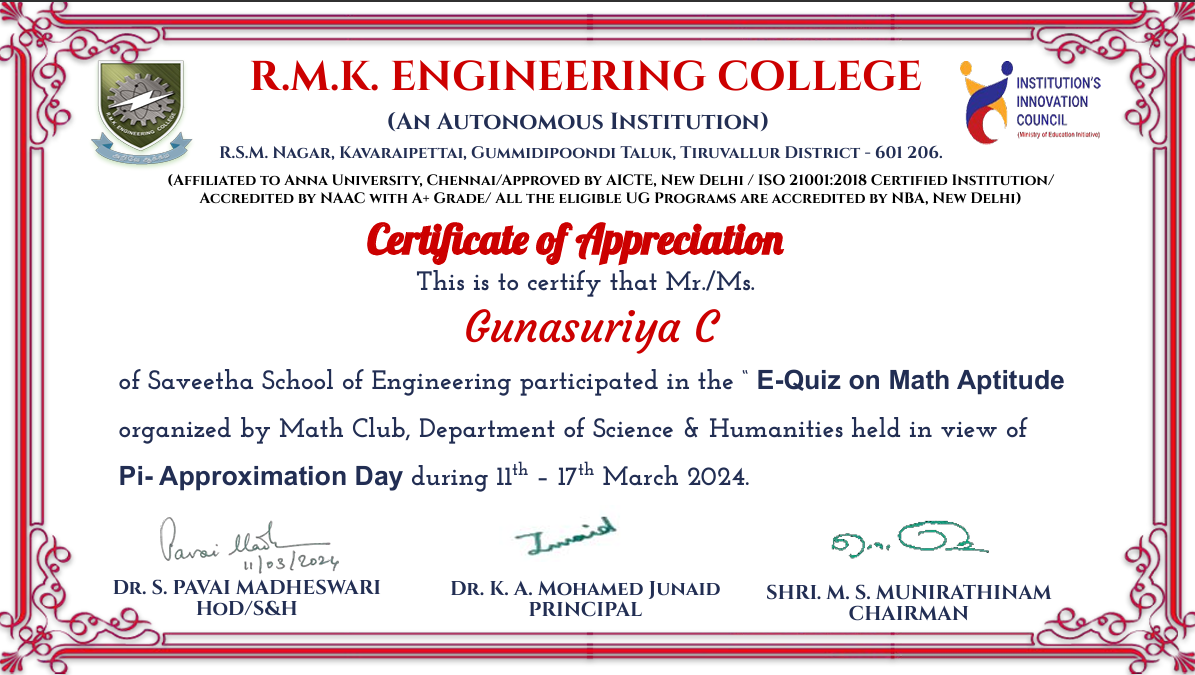 R.M.K. ENGINEERING COLLEGE
(AN AUTONOMOUS INSTITUTION)
R.S.M. NAGAR, KAVARAIPETTAI, GUMMIDIPOONDI TALUK, TIRUVALLUR DISTRICT - 601 206.
(AFFILIATED TO ANNA UNIVERSITY, CHENNAI/APPROVED BY AICTE, NEW DELHI / ISO 21001:2018 CERTIFIED INSTITUTION/
ACCREDITED BY NAAC WITH A+ GRADE/ ALL THE ELIGIBLE UG PROGRAMS ARE ACCREDITED BY NBA, NEW DELHI)
R.M.K. ENGINEERING COLLEGE
INSTITUTION'S
INNOVATION
COUNCIL
(Ministry of Education Initiative)
Certificate of Appreciation
This is to certify that Mr./Ms.
Gunasuriya C
of Saveetha School of Engineering participated in the “ E-Quiz on Math Aptitude
organized by Math Club, Department of Science & Humanities held in view of
Pi- Approximation Day during 11th – 17th March 2024.
Pavai Madh
11/03/2024
Junaid
DR. S. PAVAI MADHESWARI
HOD/S&H
DR. K. A. MOHAMED JUNAID
PRINCIPAL
SHRI. M. S. MUNIRATHINAM
CHAIRMAN